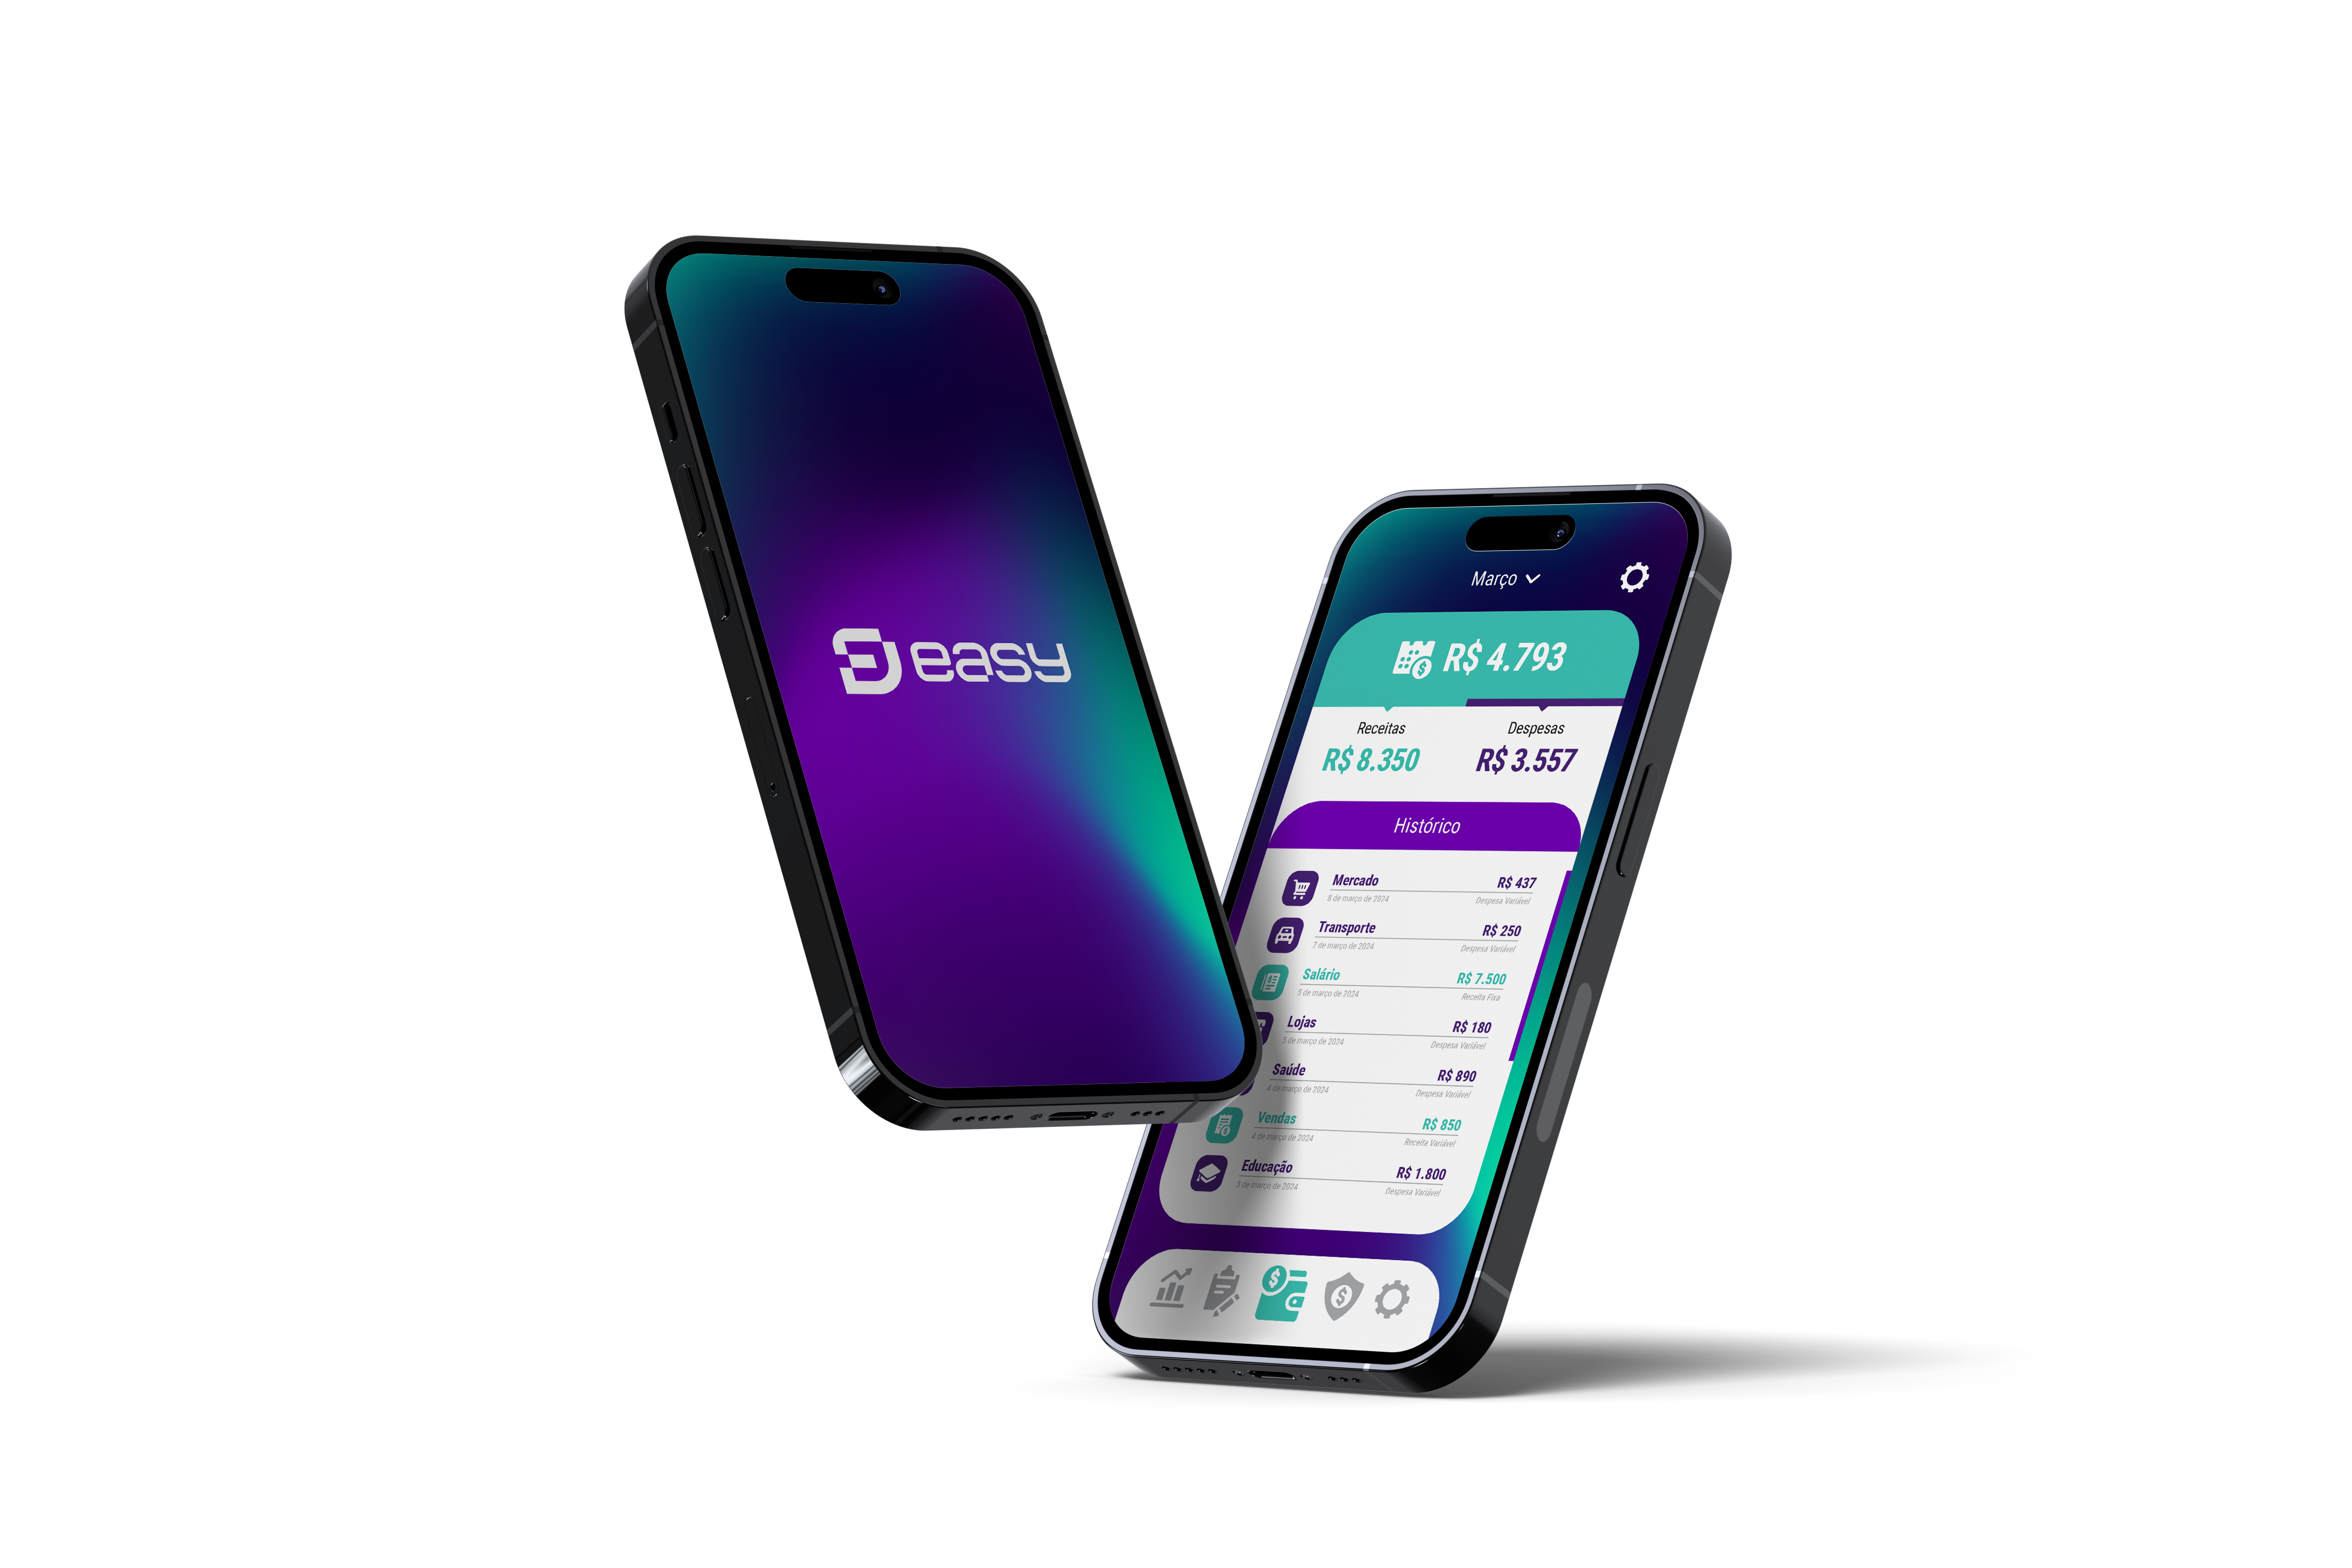 easy
Março
R$ 4.793
Receitas
Despesas
R$ 8.350
R$ 3.557
Histórico
Mercado R$ 437
8 de março de 2024 Despesa Variável
Transporte R$ 250
7 de março de 2024 Despesa Variável
Salário R$ 7.500
5 de março de 2024 Receita Fixa
Lojas R$ 180
5 de março de 2024 Despesa Variável
Saúde R$ 890
4 de março de 2024 Despesa Variável
Vendas R$ 850
4 de março de 2024 Receita Variável
Educação R$ 1.800
3 de março de 2024 Despesa Variável